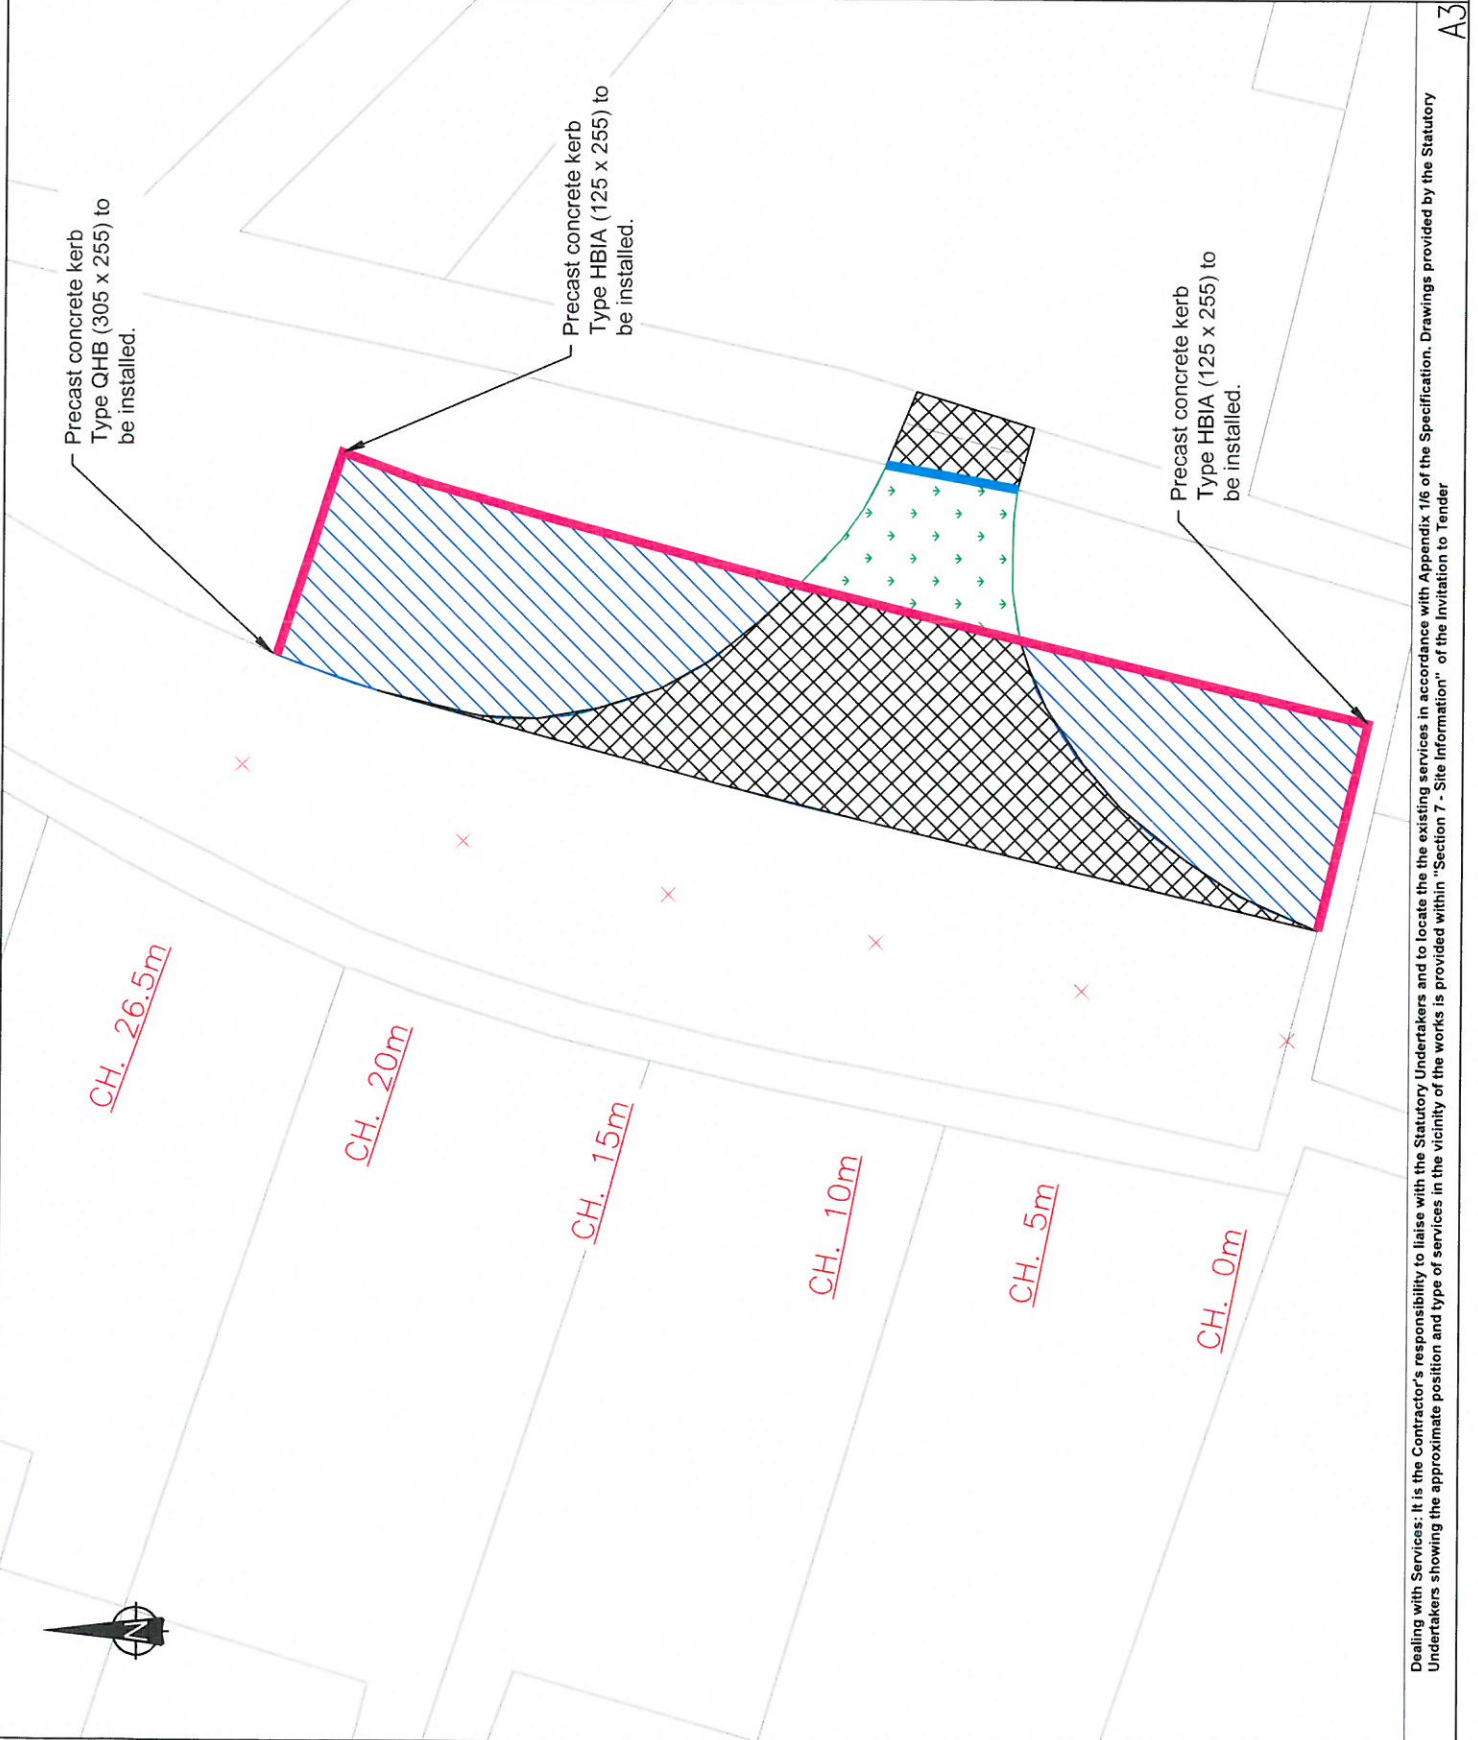 Precast concrete kerb
Type QHB (305 x 255) to
be installed.
Precast concrete kerb
Type HBIA (125 x 255) to
be installed.
Precast concrete kerb
Type HBIA (125 x 255) to
be installed.
CH. 26.5m
CH. 20m
CH. 15m
CH. 10m
CH. 5m
CH. 0m
N
Dealing with Services: It is the Contractor's responsibility to liaise with the Statutory Undertakers and to locate the existing services in accordance with Appendix 1/6 of the Specification. Drawings provided by the Statutory
Undertakers showing the approximate position and type of services in the vicinity of the works is provided within "Section 7 - Site Information" of the Invitation to Tender
A3